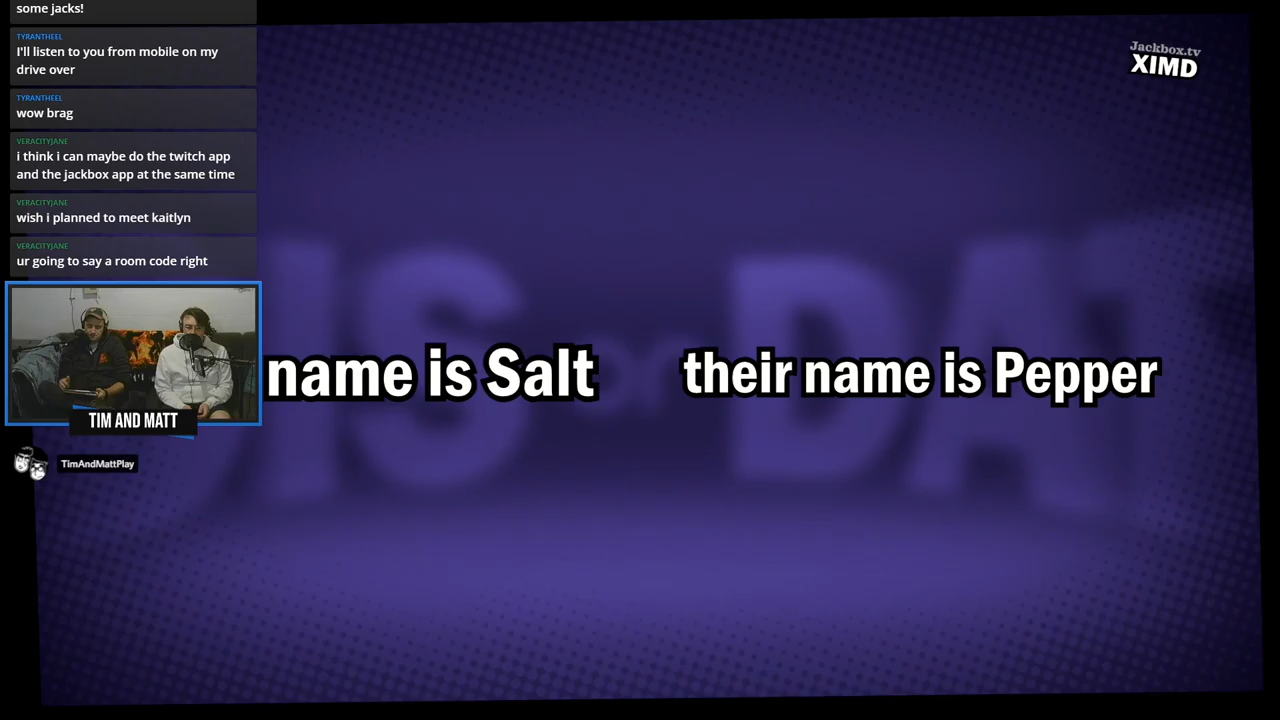 some jacks!
TYRANTHEEL
I'll listen to you from mobile on my
drive over
TYRANTHEEL
wow brag
VERACITYJANE
i think i can maybe do the twitch app
and the jackbox app at the same time
VERACITYJANE
wish i planned to meet kaitlyn
VERACITYJANE
ur going to say a room code right
TIM AND MATT
TimAndMattPlay
Jackbox.tv
XIMD
IS DAT
name is Salt
their name is Pepper